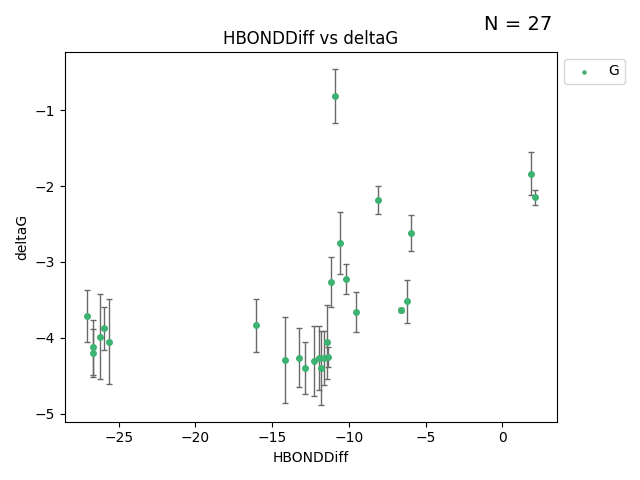 N = 27
HBONDDiff vs deltaG
G
−1
−2
−3
−4
−5
deltaG
−25
−20
−15
−10
−5
0
HBONDDiff